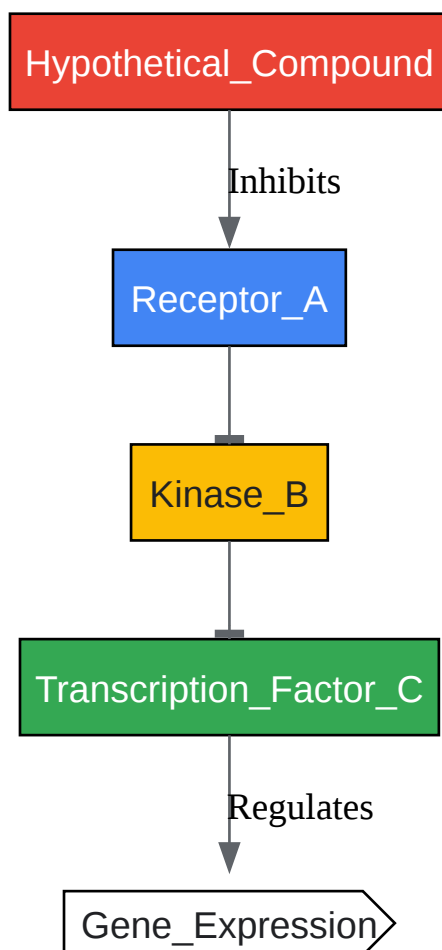 Hypothetical_Compound
Inhibits
Receptor_A
Kinase_B
Transcription_Factor_C
Regulates
Gene_Expression